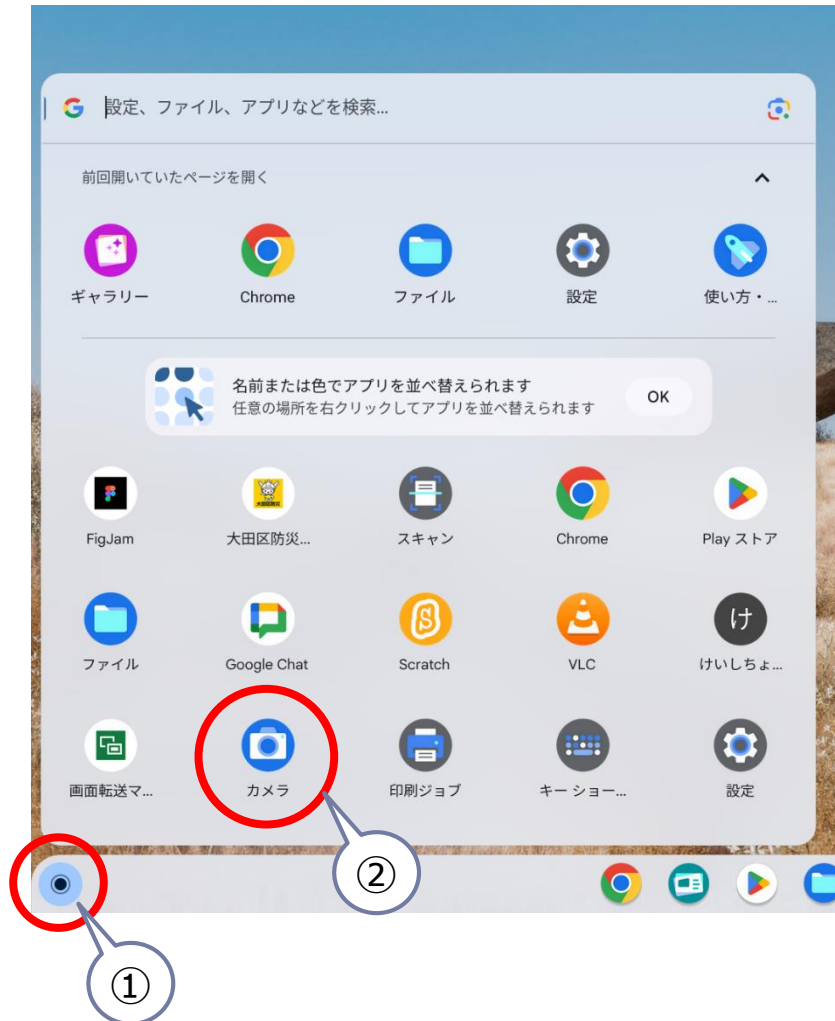 設定、ファイル、アプリなどを検索...
前回開いていたページを開く
ギャラリー
Chrome
ファイル
設定
使い方・...
名前または色でアプリを並べ替えられます
任意の場所を右クリックしてアプリを並べ替えられます
OK
FigJam
大田区防災...
スキャン
Chrome
Play ストア
ファイル
Google Chat
Scratch
VLC
け
けいしちょ...
画面転送マ...
カメラ
印刷ジョブ
キー ショー...
設定
②
①